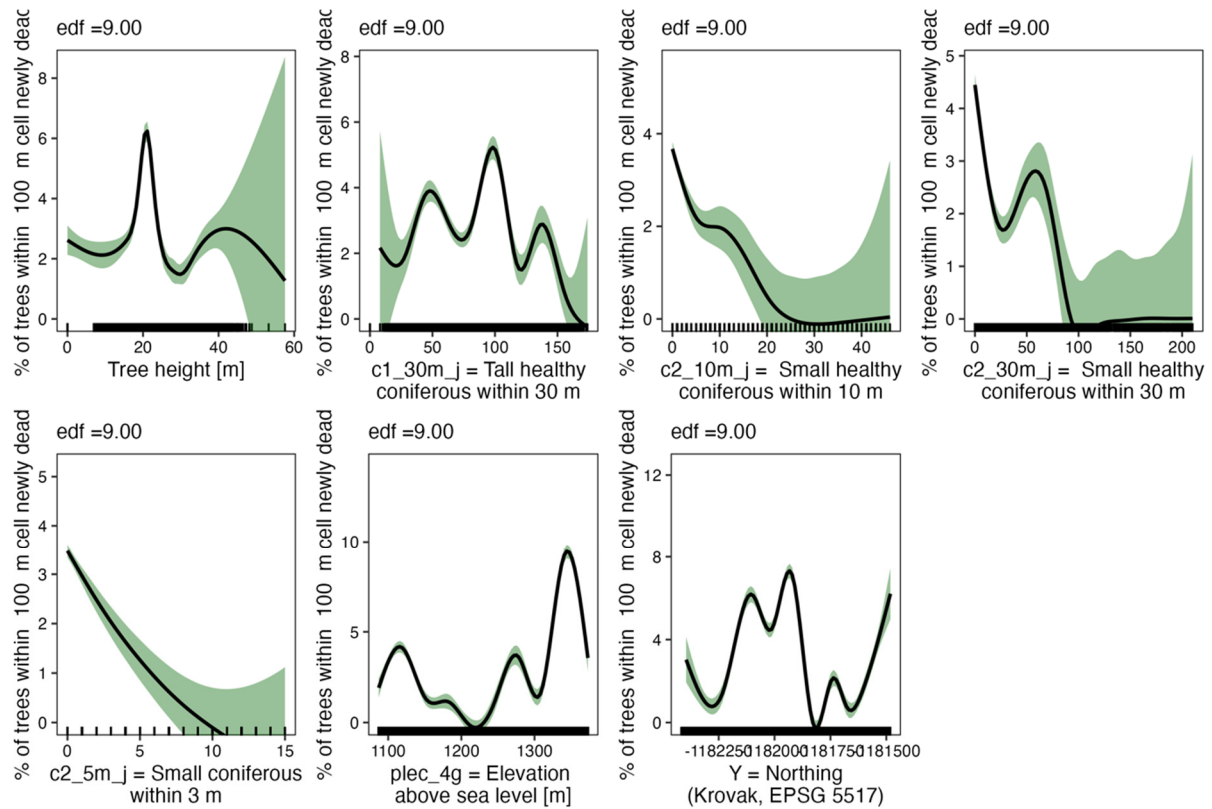 edf =9.00
% of trees within 100 m cell newly dead
8
6
4
2
0
0 20 40 60
Tree height [m]
edf =9.00
% of trees within 100 m cell newly dead
8
6
4
2
0
0 50 100 150
c1_30m_j = Tall healthy
coniferous within 30 m
edf =9.00
% of trees within 100 m cell newly dead
4
2
0
0 10 20 30 40
c2_10m_j = Small healthy
coniferous within 10 m
edf =9.00
% of trees within 100 m cell newly dead
5
4
3
2
1
0
0 50 100 150 200
c2_30m_j = Small healthy
coniferous within 30 m
edf =9.00
% of trees within 100 m cell newly dead
5
4
3
2
1
0
0 5 10 15
c2_5m_j = Small coniferous
within 3 m
edf =9.00
% of trees within 100 m cell newly dead
10
5
0
1100 1200 1300
plec_4g = Elevation
above sea level [m]
edf =9.00
% of trees within 100 m cell newly dead
12
8
4
0
-1182250 -1182000 -1181750 -1181500
Y = Northing
(Krovak, EPSG 5517)